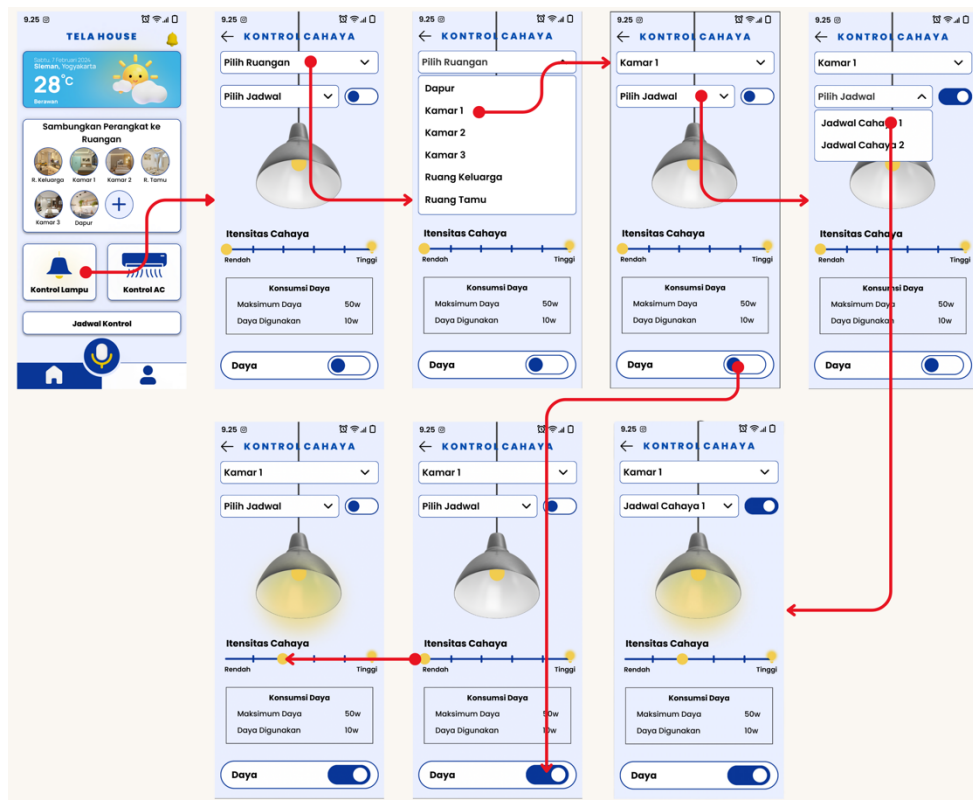 9.25
TELA HOUSE
Sabtu, 7 Februari 2024
Sleman, Yogyakarta
28°C
Berawan
Sambungkan Perangkat ke
Ruangan
R. Keluarga Kamar 1 Kamar 2 R. Tamu
Kamar 3 Dapur
Kontrol Lampu Kontrol AC
Jadwal Kontrol
9.25
KONTROL CAHAYA
Pilih Ruangan
Pilih Jadwal
Itensitas Cahaya
Rendah Tinggi
Konsumsi Daya
Maksimum Daya 50w
Daya Digunakan 10w
Daya
9.25
KONTROL CAHAYA
Pilih Ruangan
Dapur
Kamar 1
Kamar 2
Kamar 3
Ruang Keluarga
Ruang Tamu
Itensitas Cahaya
Rendah Tinggi
Konsumsi Daya
Maksimum Daya 50w
Daya Digunakan 10w
Daya
9.25
KONTROL CAHAYA
Kamar 1
Pilih Jadwal
Itensitas Cahaya
Rendah Tinggi
Konsumsi Daya
Maksimum Daya 50w
Daya Digunakan 10w
Daya
9.25
KONTROL CAHAYA
Kamar 1
Pilih Jadwal
Jadwal Cahaya 1
Jadwal Cahaya 2
Itensitas Cahaya
Rendah Tinggi
Konsumsi Daya
Maksimum Daya 50w
Daya Digunakan 10w
Daya
9.25
KONTROL CAHAYA
Kamar 1
Pilih Jadwal
Itensitas Cahaya
Rendah Tinggi
Konsumsi Daya
Maksimum Daya 50w
Daya Digunakan 10w
Daya
9.25
KONTROL CAHAYA
Kamar 1
Pilih Jadwal
Itensitas Cahaya
Rendah Tinggi
Konsumsi Daya
Maksimum Daya 50w
Daya Digunakan 10w
Daya
9.25
KONTROL CAHAYA
Kamar 1
Jadwal Cahaya 1
Itensitas Cahaya
Rendah Tinggi
Konsumsi Daya
Maksimum Daya 50w
Daya Digunakan 10w
Daya